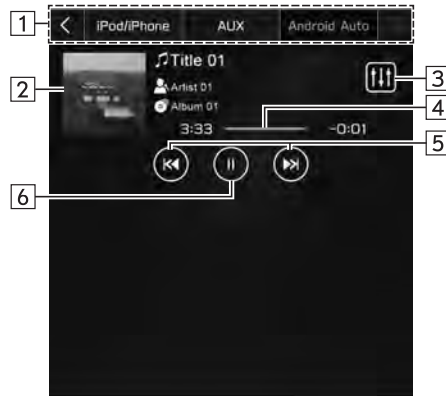 1 iPod/iPhone AUX Android Auto
2 Title 01
Artist 01
Album 01
3
4
3:33 -0:01
5
6